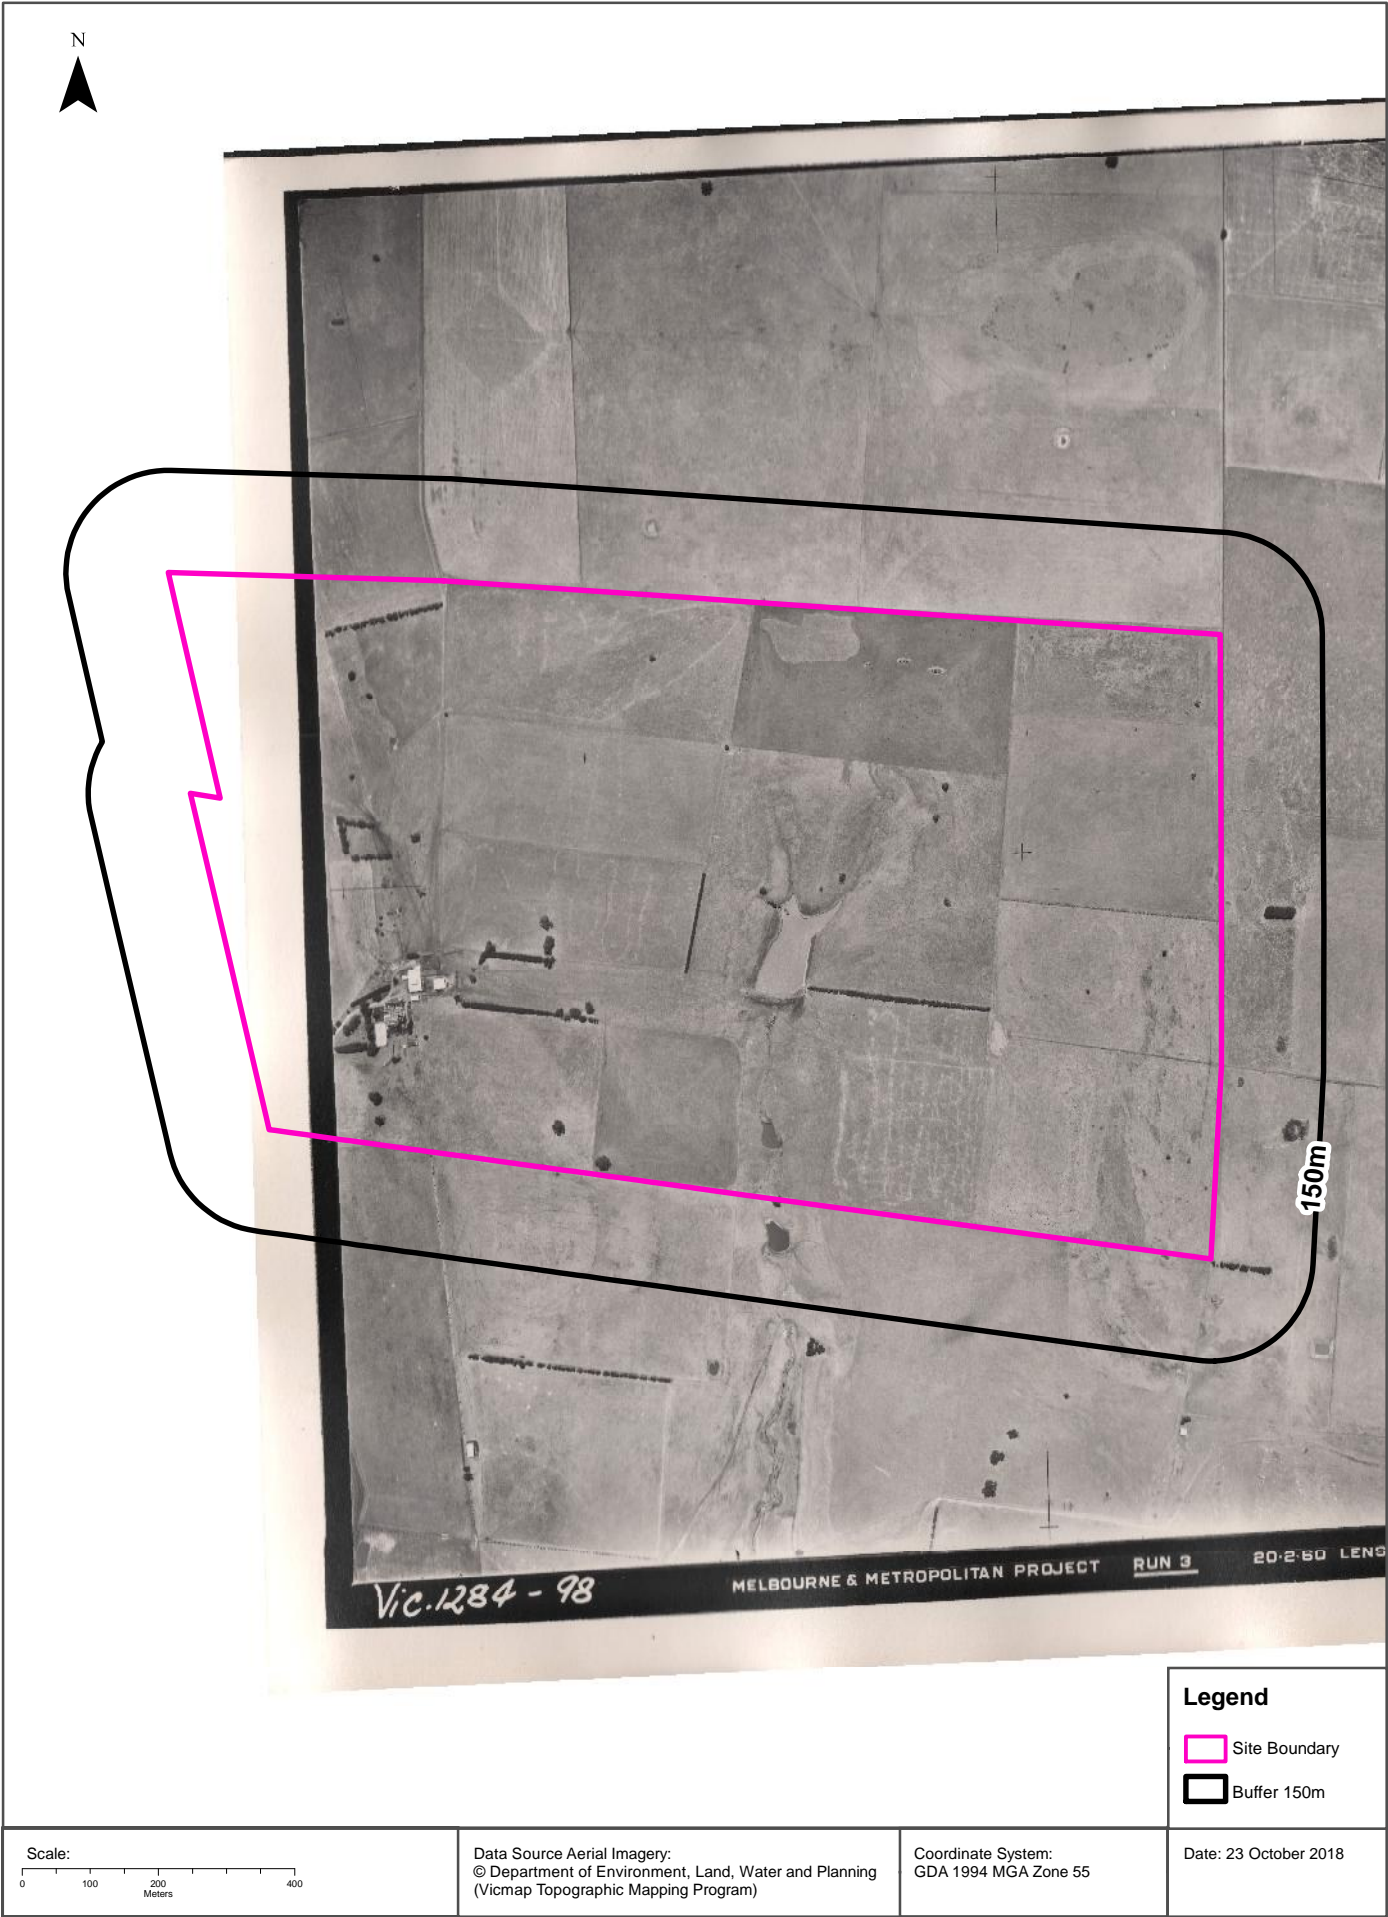 N
150m
Vic.1284 - 98
MELBOURNE & METROPOLITAN PROJECT RUN 3 20·2·60 LENS
Legend
Site Boundary
Buffer 150m
Scale:
0 100 200 400
Meters
Data Source Aerial Imagery:
© Department of Environment, Land, Water and Planning
(Vicmap Topographic Mapping Program)
Coordinate System:
GDA 1994 MGA Zone 55
Date: 23 October 2018